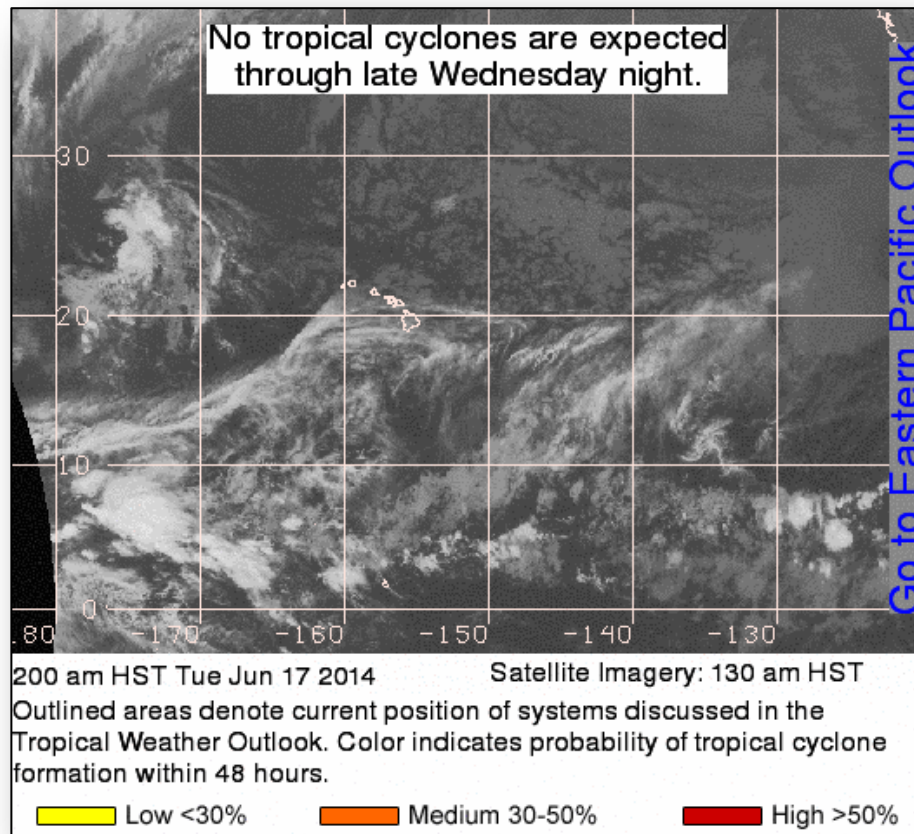 No tropical cyclones are expected
through late Wednesday night.
Go to Eastern Pacific Outlook
30
20
10
0
.80 -170 -160 -150 -140 -130
200 am HST Tue Jun 17 2014 Satellite Imagery: 130 am HST
Outlined areas denote current position of systems discussed in the
Tropical Weather Outlook. Color indicates probability of tropical cyclone
formation within 48 hours.
Low <30% Medium 30-50% High >50%